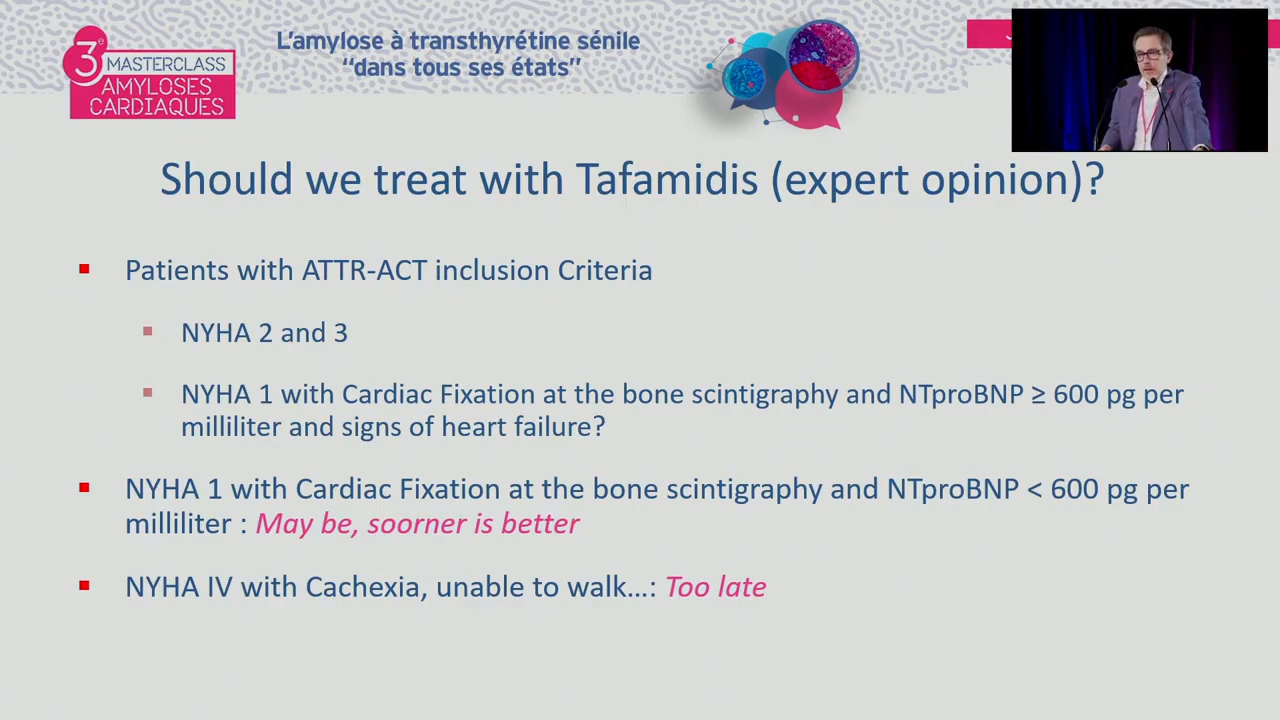 3e
MASTERCLASS
AMYLOSES
CARDIAQUES
L'amylose à transthyrétine sénile
"dans tous ses états"
Should we treat with Tafamidis (expert opinion)?
Patients with ATTR-ACT inclusion Criteria
NYHA 2 and 3
NYHA 1 with Cardiac Fixation at the bone scintigraphy and NTproBNP ≥ 600 pg per
milliliter and signs of heart failure?
NYHA 1 with Cardiac Fixation at the bone scintigraphy and NTproBNP < 600 pg per
milliliter : May be, soorner is better
NYHA IV with Cachexia, unable to walk...: Too late